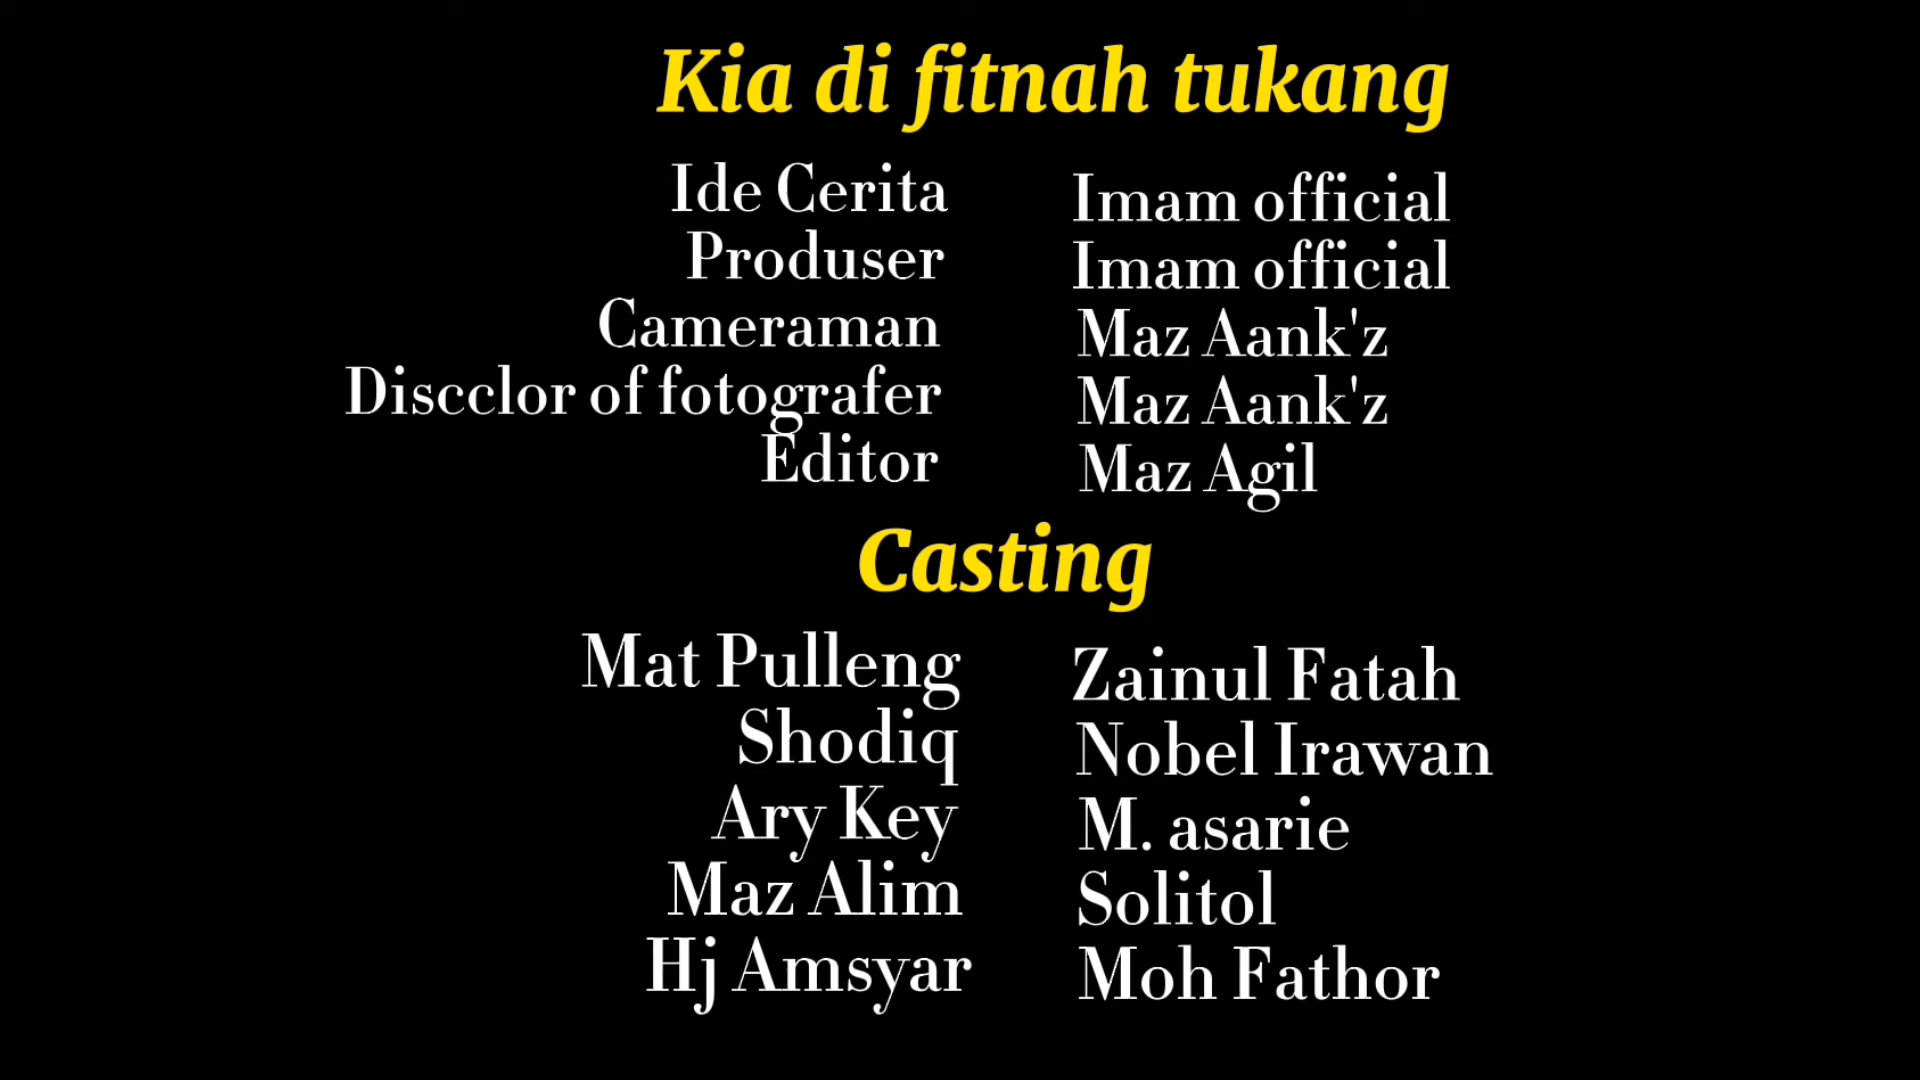 Kia di fitnah tukang
Ide Cerita Imam official
Produser Imam official
Cameraman Maz Aank'z
Discclor of fotografer Maz Aank'z
Editor Maz Agil
Casting
Mat Pulleng Zainul Fatah
Shodiq Nobel Irawan
Ary Key M. asarie
Maz Alim Solitol
Hj Amsyar Moh Fathor